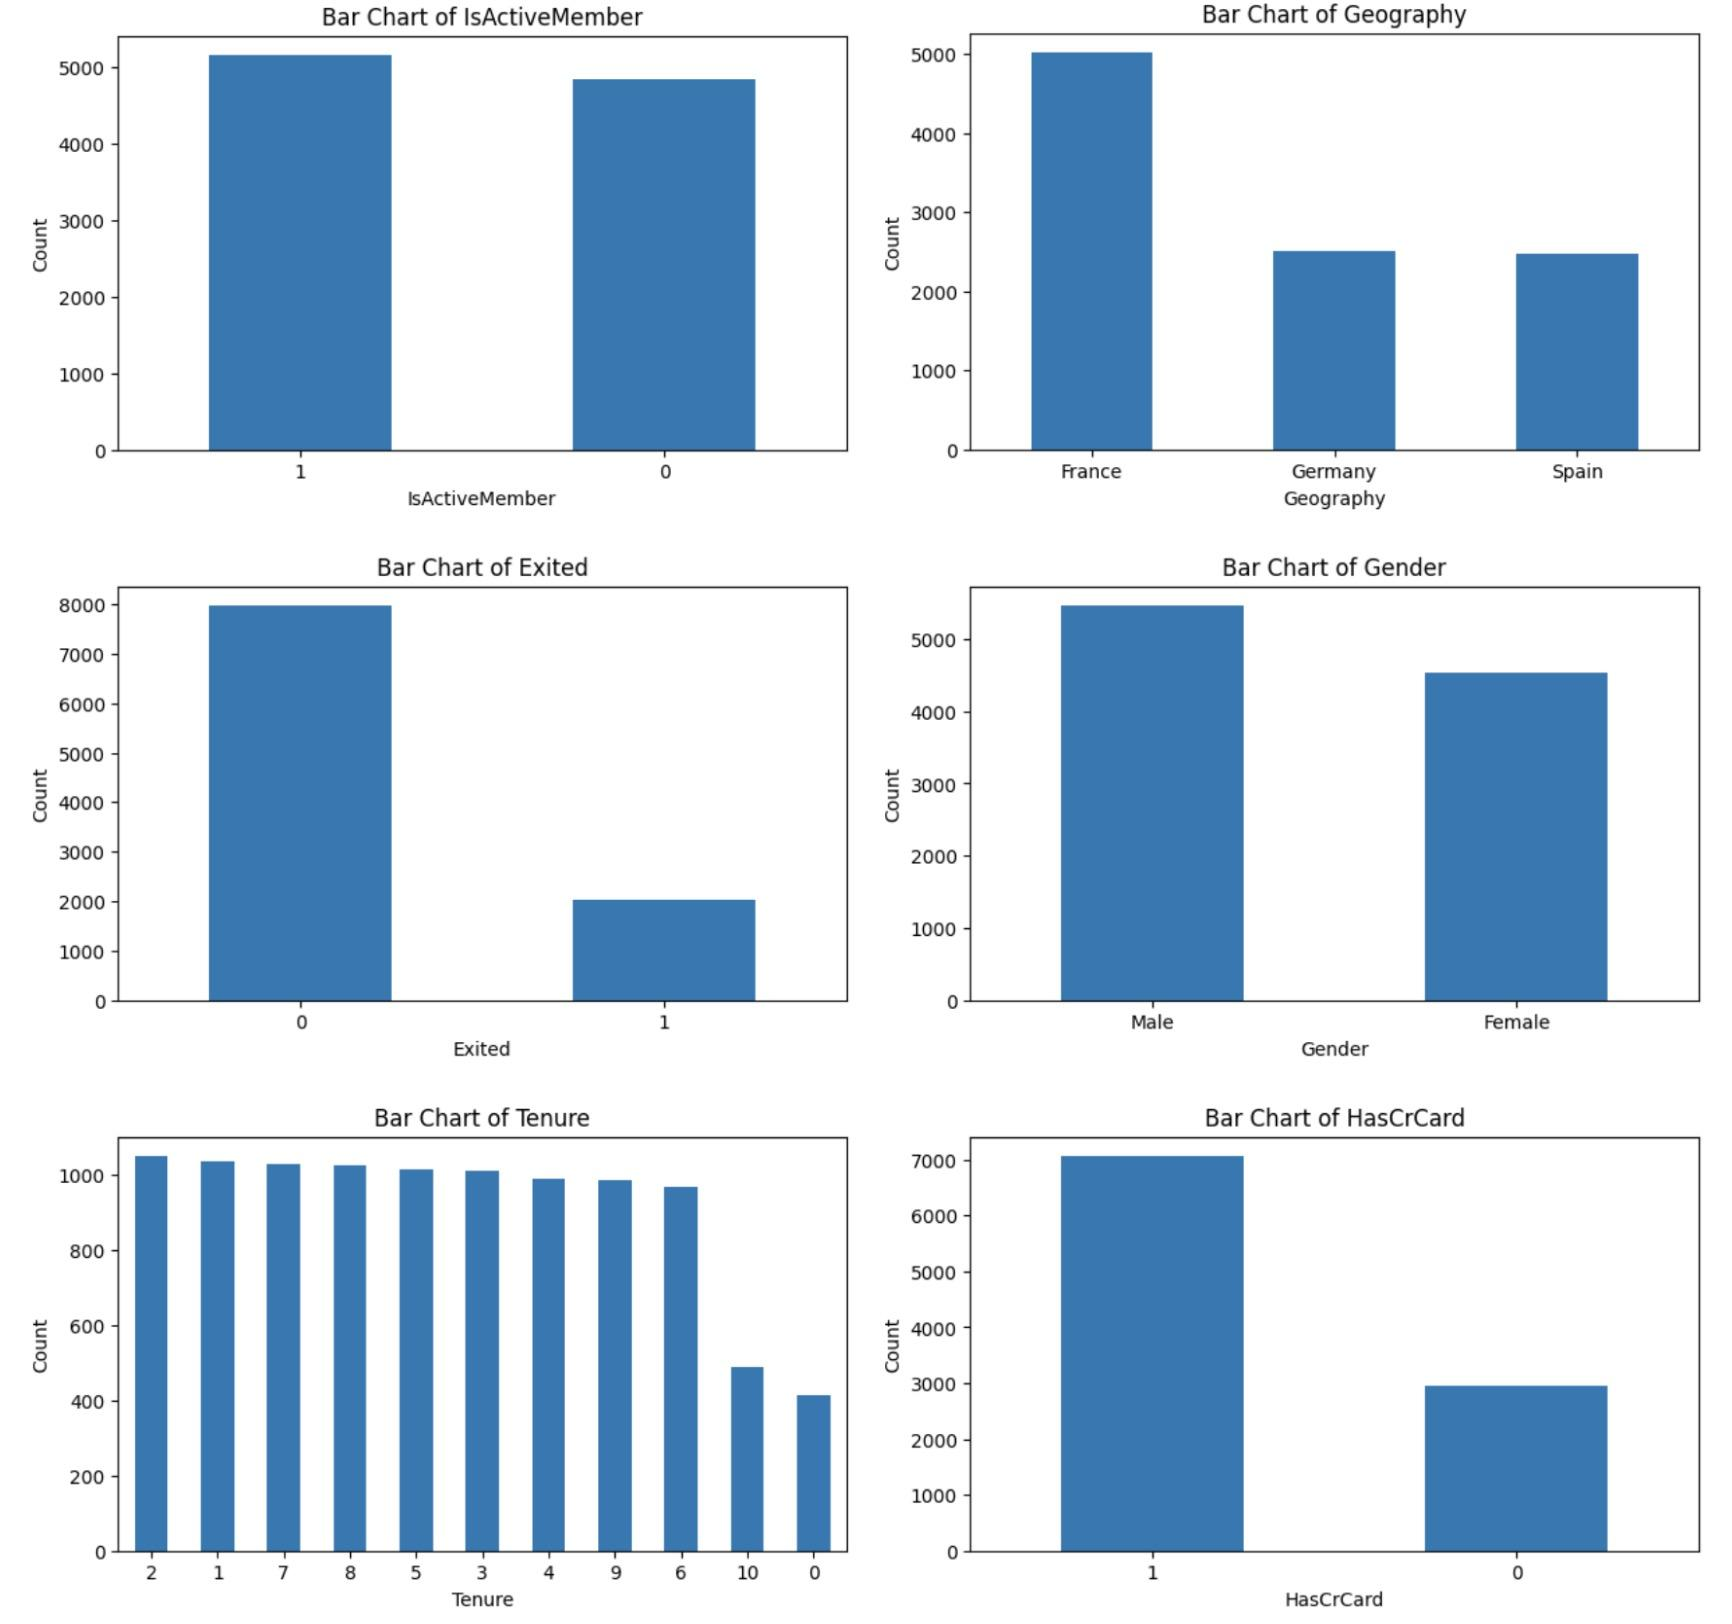 Bar Chart of IsActiveMember
5000
4000
3000
2000
1000
0
Count
1 0
IsActiveMember
Bar Chart of Geography
5000
4000
3000
2000
1000
0
Count
France Germany Spain
Geography
Bar Chart of Exited
8000
7000
6000
5000
4000
3000
2000
1000
0
Count
0 1
Exited
Bar Chart of Gender
5000
4000
3000
2000
1000
0
Count
Male Female
Gender
Bar Chart of Tenure
1000
800
600
400
200
0
Count
2 1 7 8 5 3 4 9 6 10 0
Tenure
Bar Chart of HasCrCard
7000
6000
5000
4000
3000
2000
1000
0
Count
1 0
HasCrCard